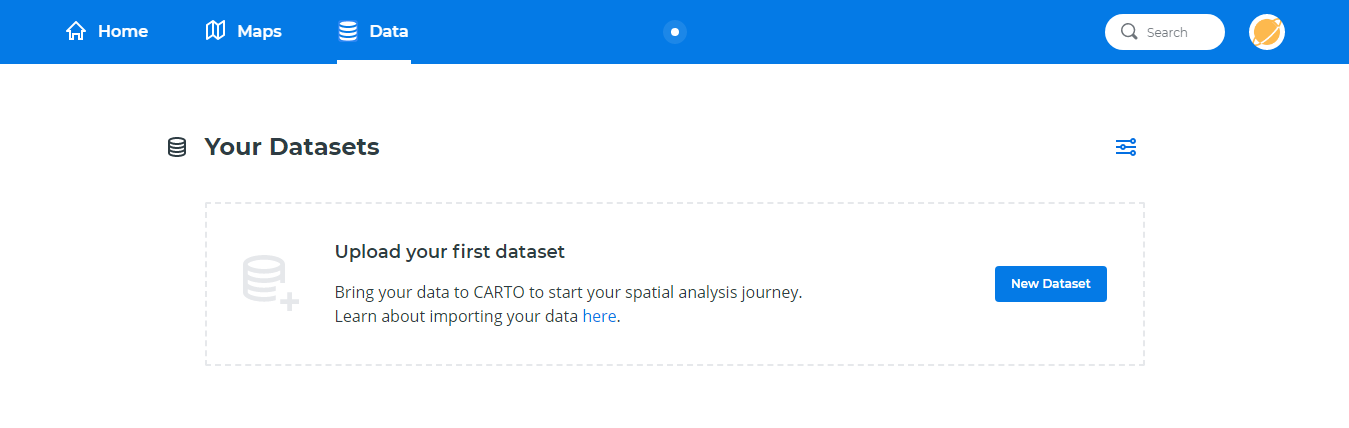 Home
Maps
Data
Search
Your Datasets
Upload your first dataset
Bring your data to CARTO to start your spatial analysis journey.
Learn about importing your data here.
New Dataset